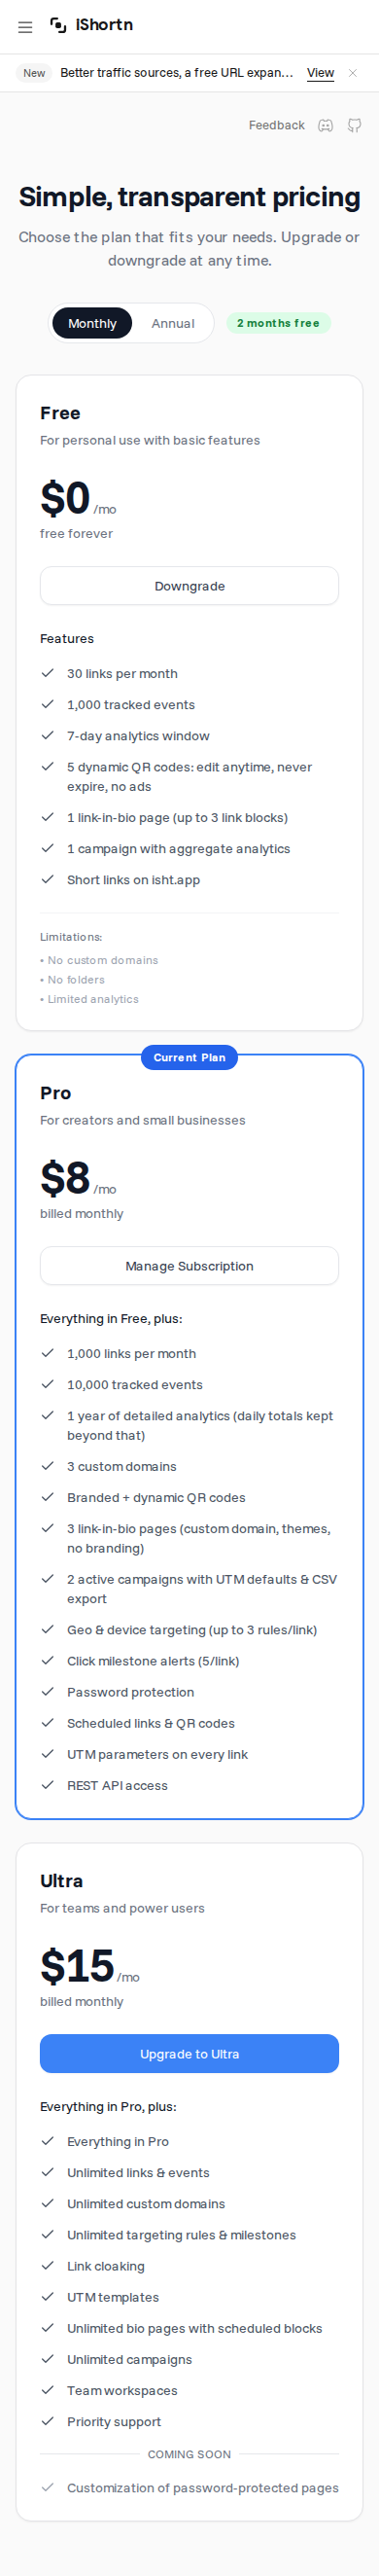 IShortn
New Better traffic sources, a free URL expan... View
Feedback
Simple, transparent pricing
Choose the plan that fits your needs. Upgrade or
downgrade at any time.
Monthly Annual 2 months free
Free
For personal use with basic features
$0 /mo
free forever
Downgrade
Features
30 links per month
1,000 tracked events
7-day analytics window
5 dynamic QR codes: edit anytime, never
expire, no ads
1 link-in-bio page (up to 3 link blocks)
1 campaign with aggregate analytics
Short links on isht.app
Limitations:
• No custom domains
• No folders
• Limited analytics
Current Plan
Pro
For creators and small businesses
$8 /mo
billed monthly
Manage Subscription
Everything in Free, plus:
1,000 links per month
10,000 tracked events
1 year of detailed analytics (daily totals kept
beyond that)
3 custom domains
Branded + dynamic QR codes
3 link-in-bio pages (custom domain, themes,
no branding)
2 active campaigns with UTM defaults & CSV
export
Geo & device targeting (up to 3 rules/link)
Click milestone alerts (5/link)
Password protection
Scheduled links & QR codes
UTM parameters on every link
REST API access
Ultra
For teams and power users
$15 /mo
billed monthly
Upgrade to Ultra
Everything in Pro, plus:
Everything in Pro
Unlimited links & events
Unlimited custom domains
Unlimited targeting rules & milestones
Link cloaking
UTM templates
Unlimited bio pages with scheduled blocks
Unlimited campaigns
Team workspaces
Priority support
COMING SOON
Customization of password-protected pages